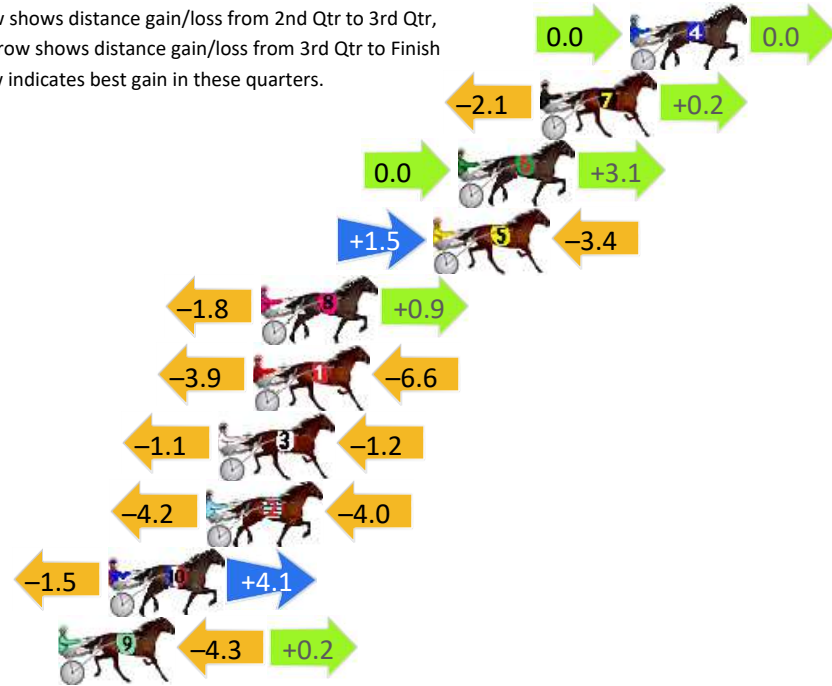 shows distance gain/loss from 2nd Qtr to 3rd Qtr,
row shows distance gain/loss from 3rd Qtr to Finish
indicates best gain in these quarters.
0.0 4 0.0
–2.1 7 +0.2
0.0 6 +3.1
+1.5 5 –3.4
–1.8 8 +0.9
–3.9 1 –6.6
–1.1 3 –1.2
–4.2 2 –4.0
–1.5 10 +4.1
9 –4.3 +0.2